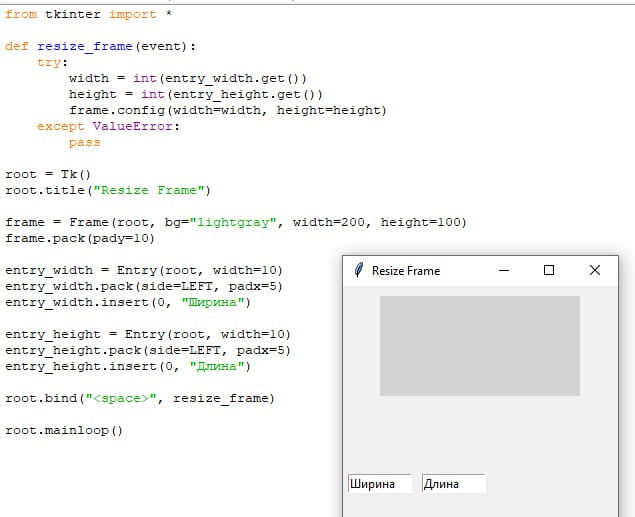 from tkinter import *

def resize_frame(event):
    try:
        width = int(entry_width.get())
        height = int(entry_height.get())
        frame.config(width=width, height=height)
    except ValueError:
        pass

root = Tk()
root.title("Resize Frame")

frame = Frame(root, bg="lightgray", width=200, height=100)
frame.pack(pady=10)

entry_width = Entry(root, width=10)
entry_width.pack(side=LEFT, padx=5)
entry_width.insert(0, "Ширина")

entry_height = Entry(root, width=10)
entry_height.pack(side=LEFT, padx=5)
entry_height.insert(0, "Длина")

root.bind("<space>", resize_frame)

root.mainloop()
Resize Frame
Ширина Длина